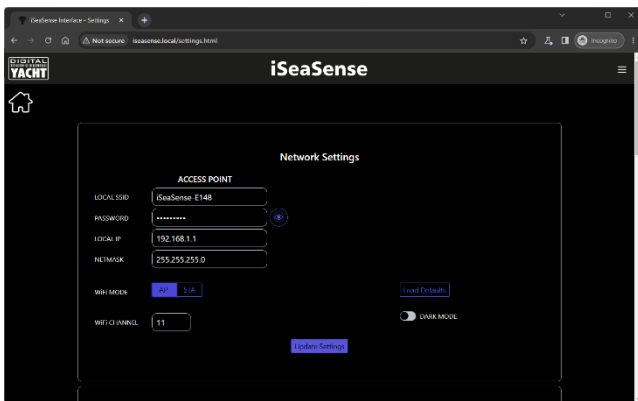 iSeaSense Interface - Settings
Not secure iseasense.local/settings.html
Incognito
DIGITAL
YACHT
iSeaSense
Network Settings
ACCESS POINT
LOCAL SSID iSeaSense-E148
PASSWORD •••••••••
LOCAL IP 192.168.1.1
NETMASK 255.255.255.0
WiFi MODE AP STA Load Defaults
WiFi CHANNEL 11 DARK MODE
Update Settings